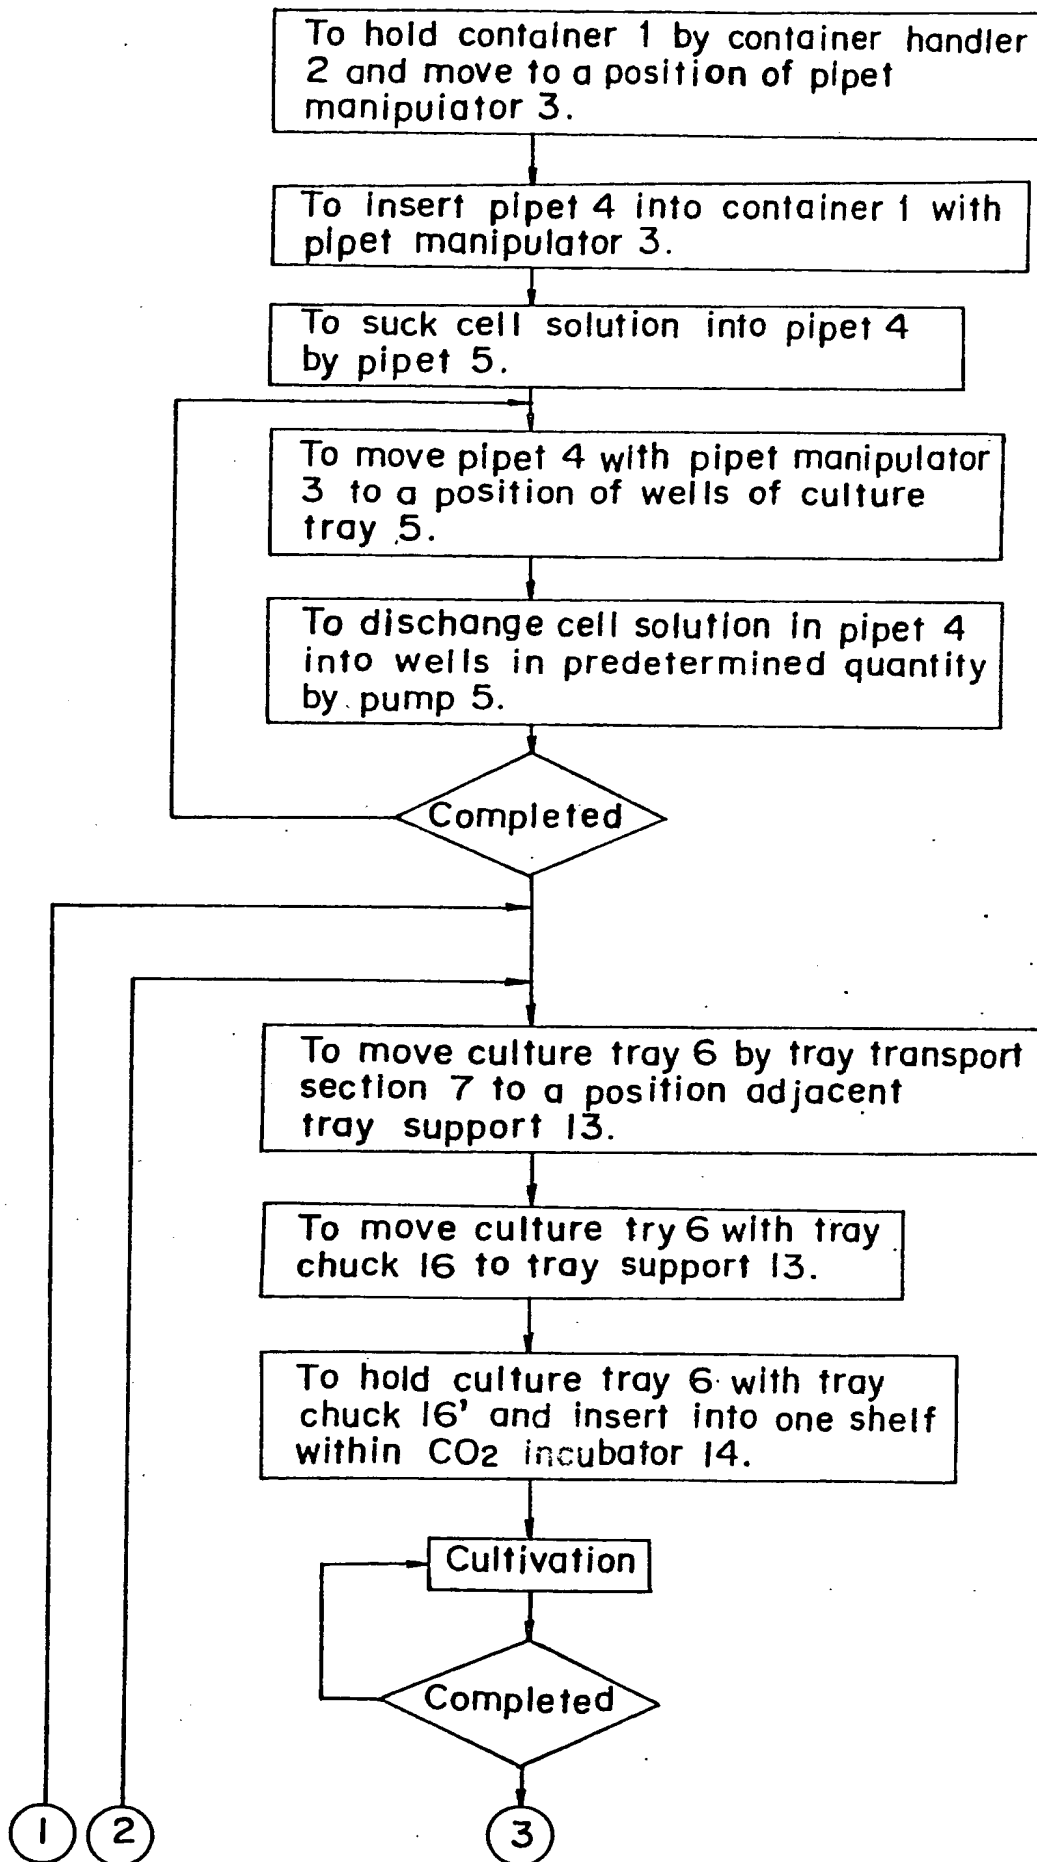 To hold container 1 by container handler
2 and move to a position of pipet
manipuiator 3.
To insert pipet 4 into container 1 with
pipet manipulator 3.
To suck cell solution into pipet 4
by pipet 5.
To move pipet 4 with pipet manipulator
3 to a position of wells of culture
tray 5.
To dischange cell solution in pipet 4
into wells in predetermined quantity
by pump 5.
Completed
To move culture tray 6 by tray transport
section 7 to a position adjacent
tray support 13.
To move culture try 6 with tray
chuck 16 to tray support 13.
To hold culture tray 6 with tray
chuck 16' and insert into one shelf
within CO2 incubator 14.
Cultivation
Completed
1 2 3